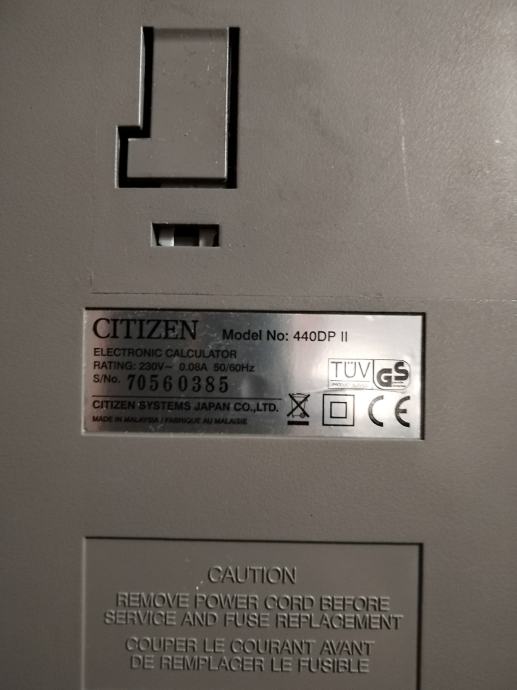 CITIZEN Model No: 440DP II
ELECTRONIC CALCULATOR
RATING: 230V~ 0.08A 50/60Hz
S/No. 70560385
TÜV GS
CITIZEN SYSTEMS JAPAN CO.,LTD.
CE
MADE IN MALAYSIA / FABRIQUE AU MALAISIE
CAUTION
REMOVE POWER CORD BEFORE
SERVICE AND FUSE REPLACEMENT
COUPER LE COURANT AVANT
DE REMPLACER LE FUSIBLE